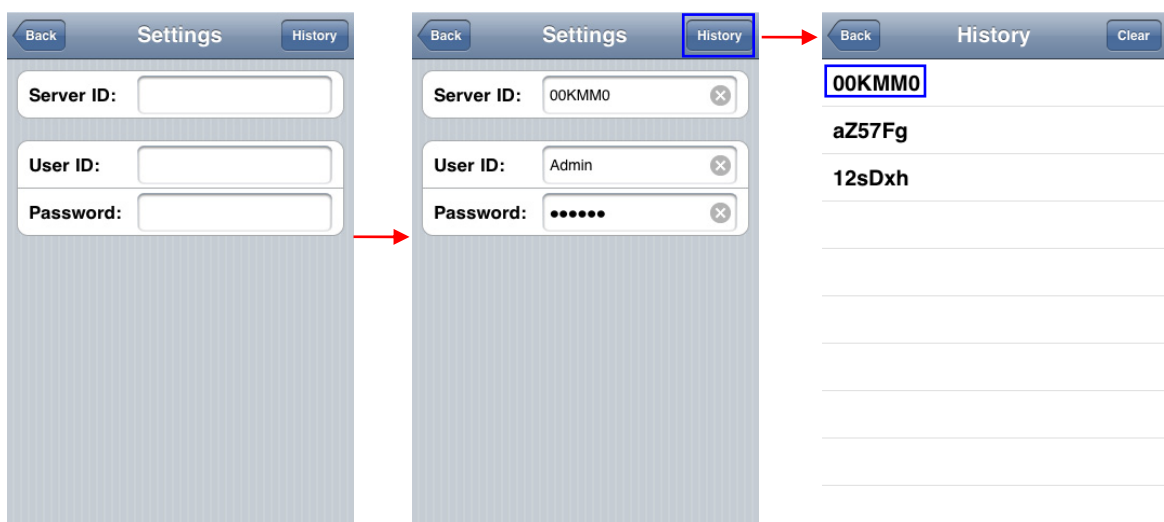 Back Settings History
Server ID:
User ID:
Password:
Back Settings History
Server ID: 00KMM0
User ID: Admin
Password: ••••••
Back History Clear
00KMM0
aZ57Fg
12sDxh